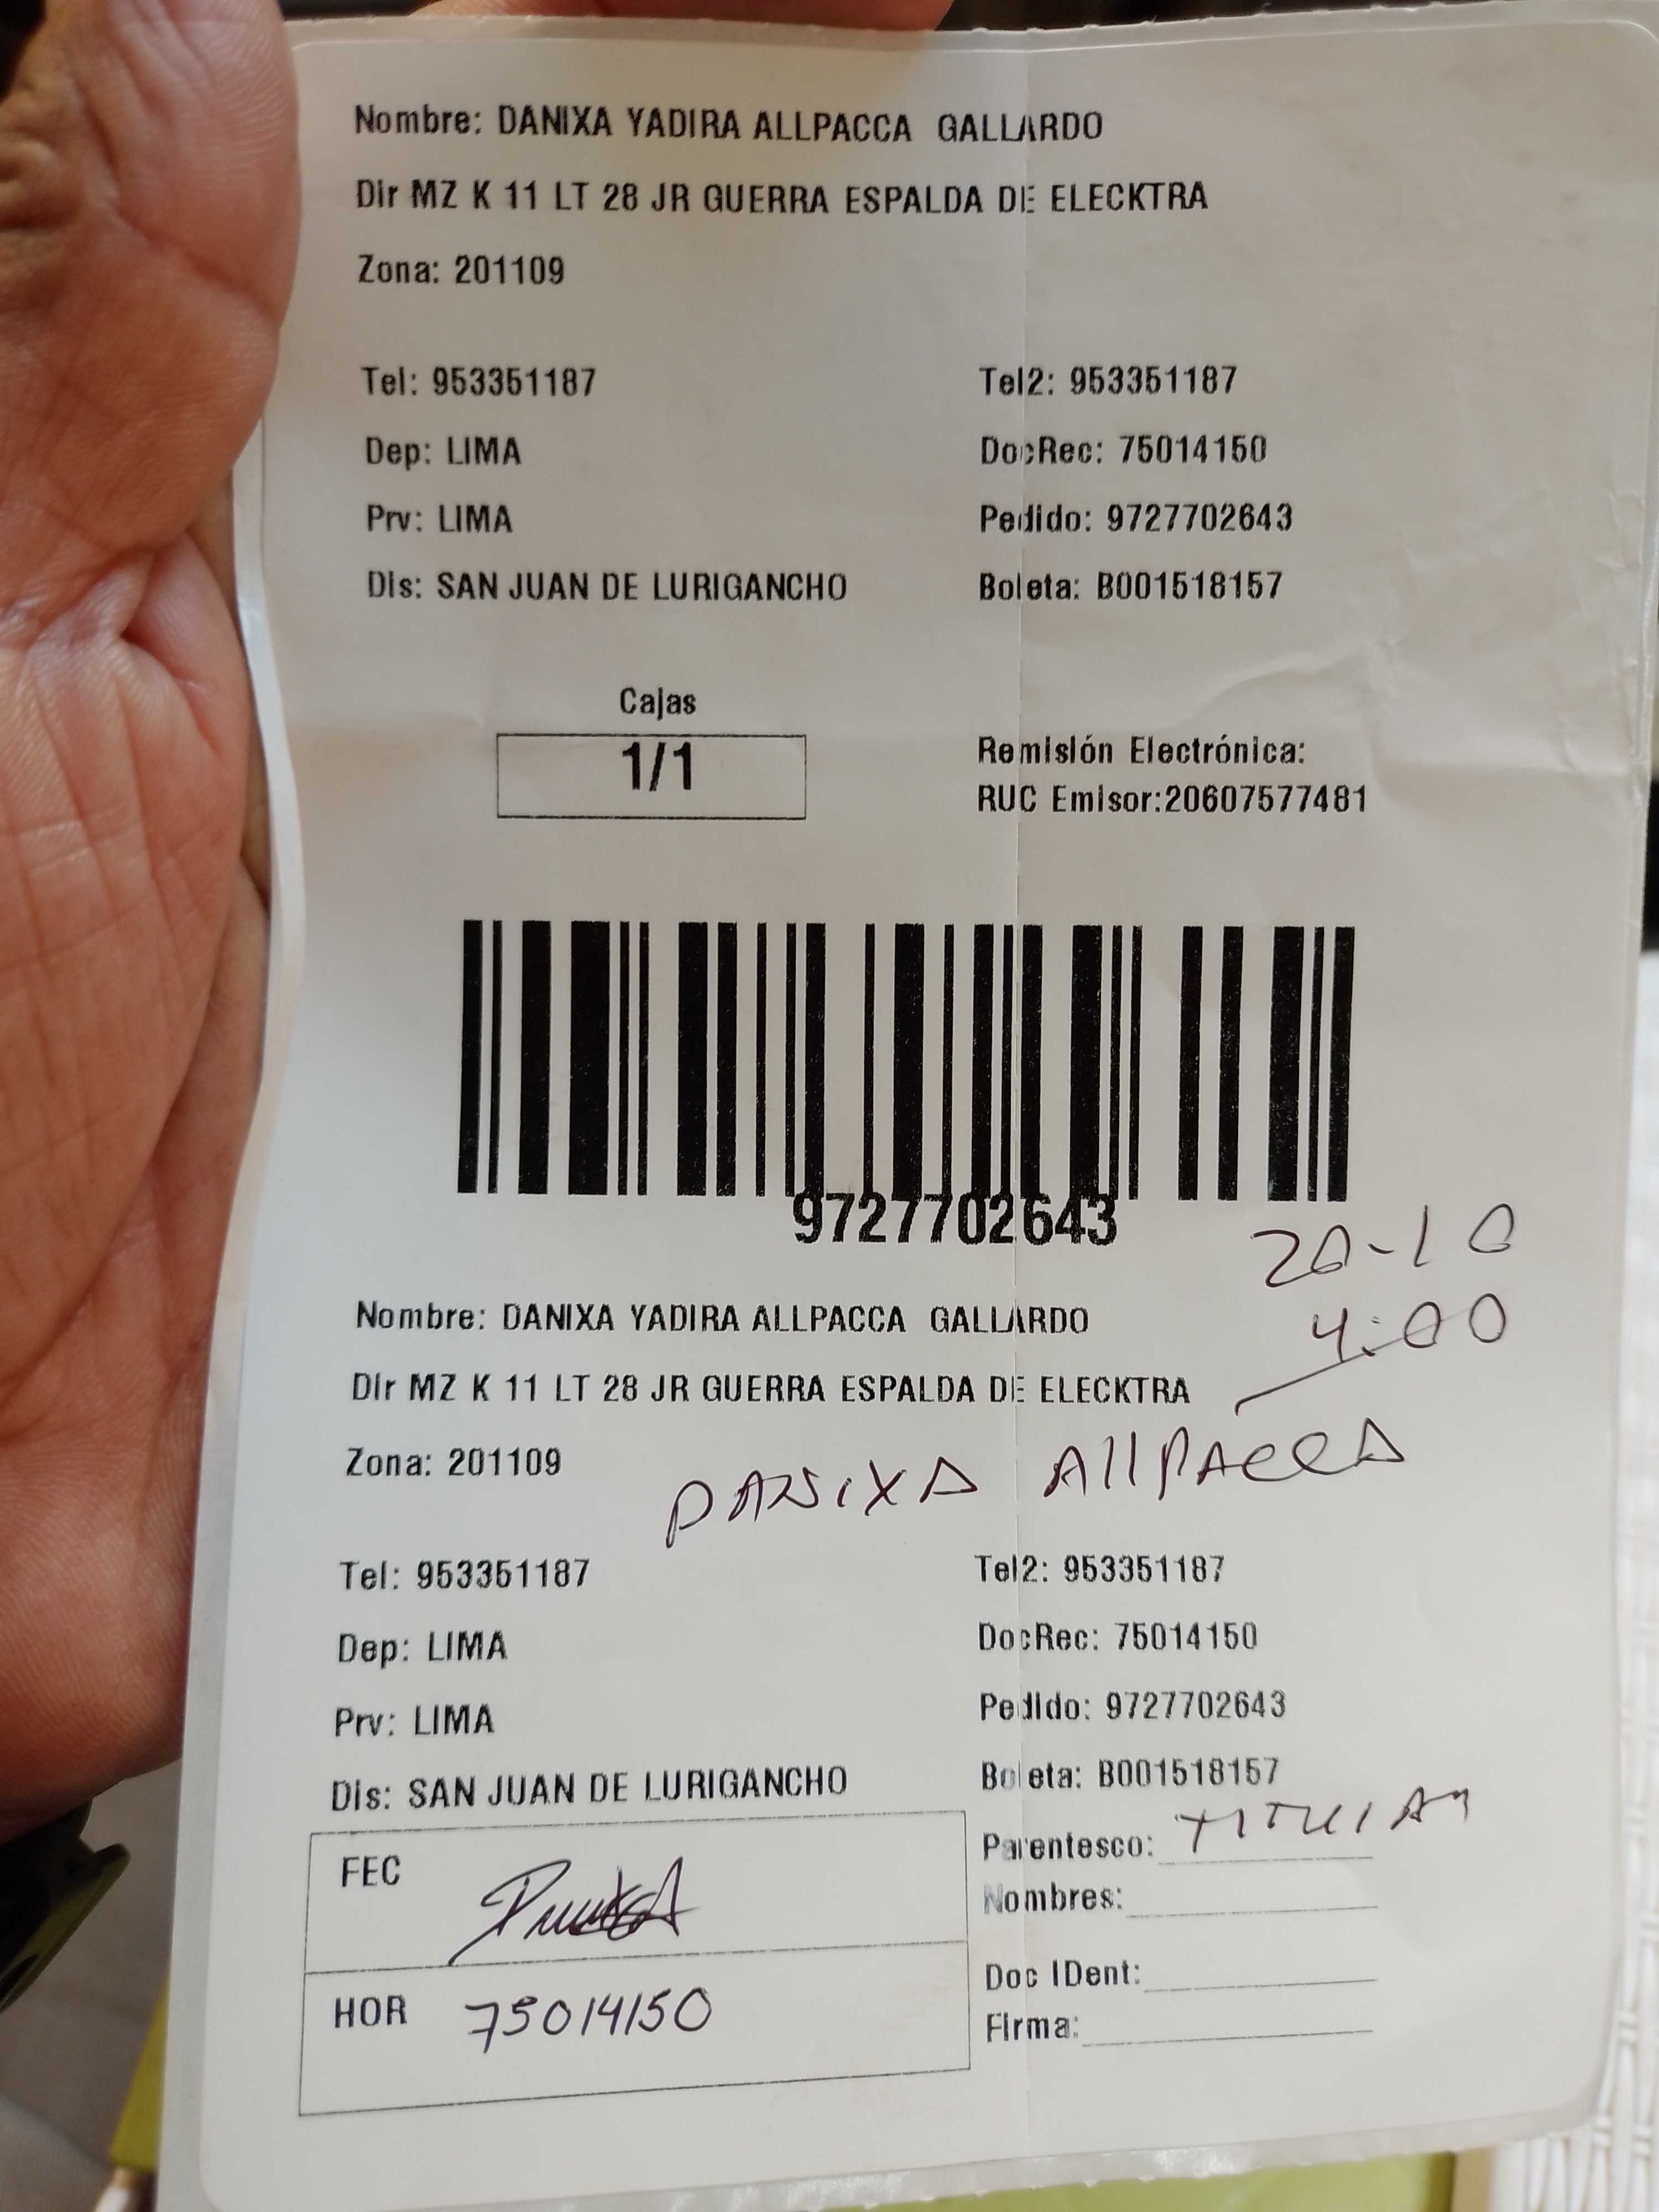 Nombre: DANIXA YADIRA ALLPACCA GALLARDO
Dir MZ K 11 LT 28 JR GUERRA ESPALDA DE ELECKTRA
Zona: 201109
Tel: 953351187 Tel2: 953351187
Dep: LIMA DocRec: 75014150
Prv: LIMA Pedido: 9727702643
Dis: SAN JUAN DE LURIGANCHO Boleta: B001518157
Cajas
1/1
Remisión Electrónica:
RUC Emisor:20607577481
9727702643
20-10
4:00
Nombre: DANIXA YADIRA ALLPACCA GALLARDO
Dir MZ K 11 LT 28 JR GUERRA ESPALDA DE ELECKTRA
Zona: 201109
DANIXA AllPAccA
Tel: 953351187 Tel2: 953351187
Dep: LIMA DocRec: 75014150
Prv: LIMA Pedido: 9727702643
Dis: SAN JUAN DE LURIGANCHO Boleta: B001518157
FEC
HOR 75014150
Parentesco:
Nombres:
Doc IDent:
Firma: